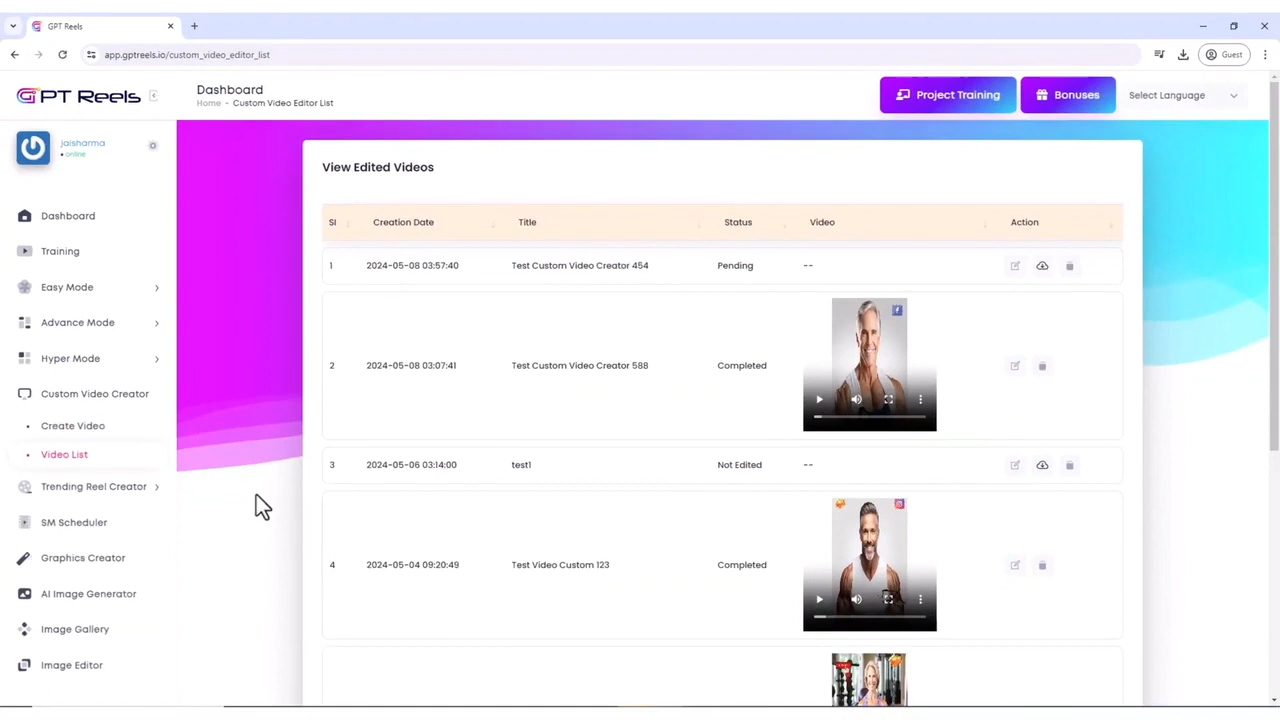 GPT Reels
app.gptreels.io/custom_video_editor_list
Guest
GPT Reels
Dashboard
Home - Custom Video Editor List
Project Training
Bonuses
Select Language
jaisharma
online
Dashboard
Training
Easy Mode
Advance Mode
Hyper Mode
Custom Video Creator
Create Video
Video List
Trending Reel Creator
SM Scheduler
Graphics Creator
AI Image Generator
Image Gallery
Image Editor
View Edited Videos
Sl Creation Date Title Status Video Action
1 2024-05-08 03:57:40 Test Custom Video Creator 454 Pending --
2 2024-05-08 03:07:41 Test Custom Video Creator 588 Completed
3 2024-05-06 03:14:00 test1 Not Edited --
4 2024-05-04 09:20:49 Test Video Custom 123 Completed